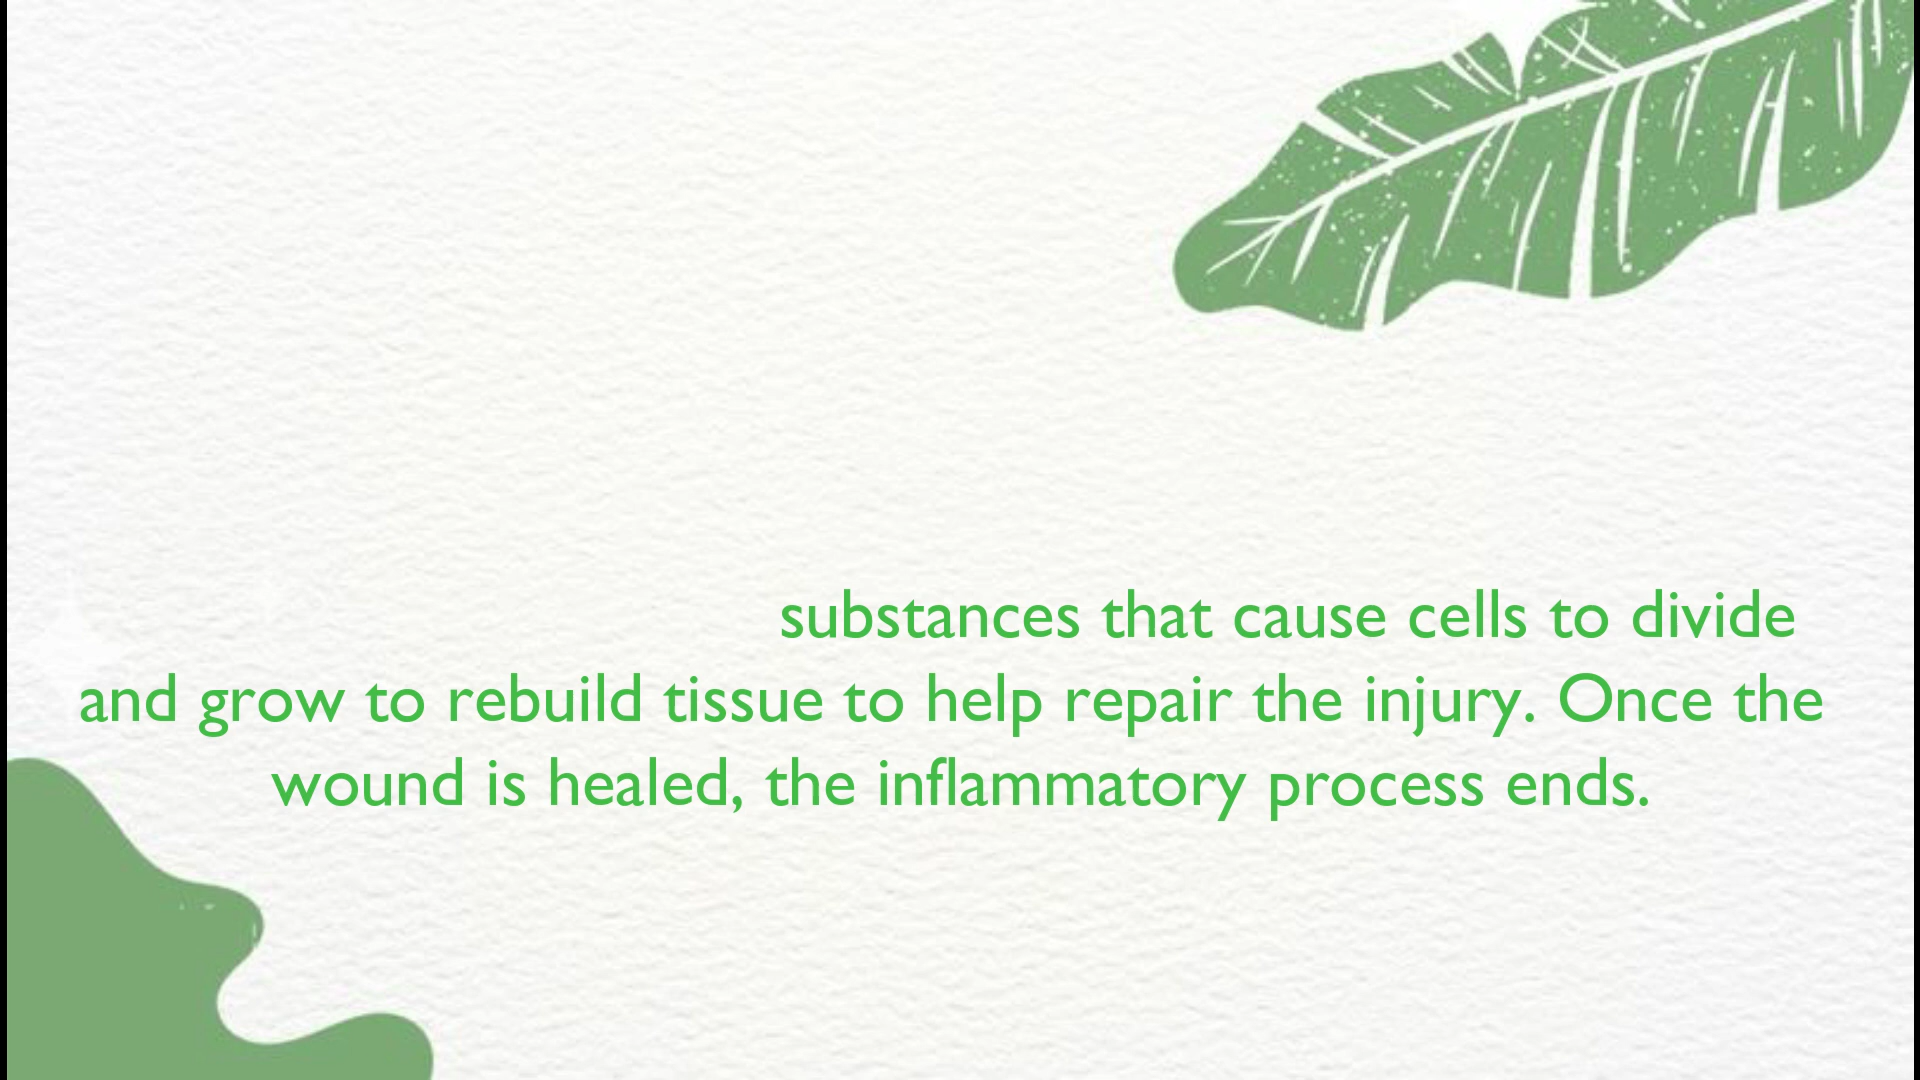 substances that cause cells to divide
and grow to rebuild tissue to help repair the injury. Once the
wound is healed, the inflammatory process ends.